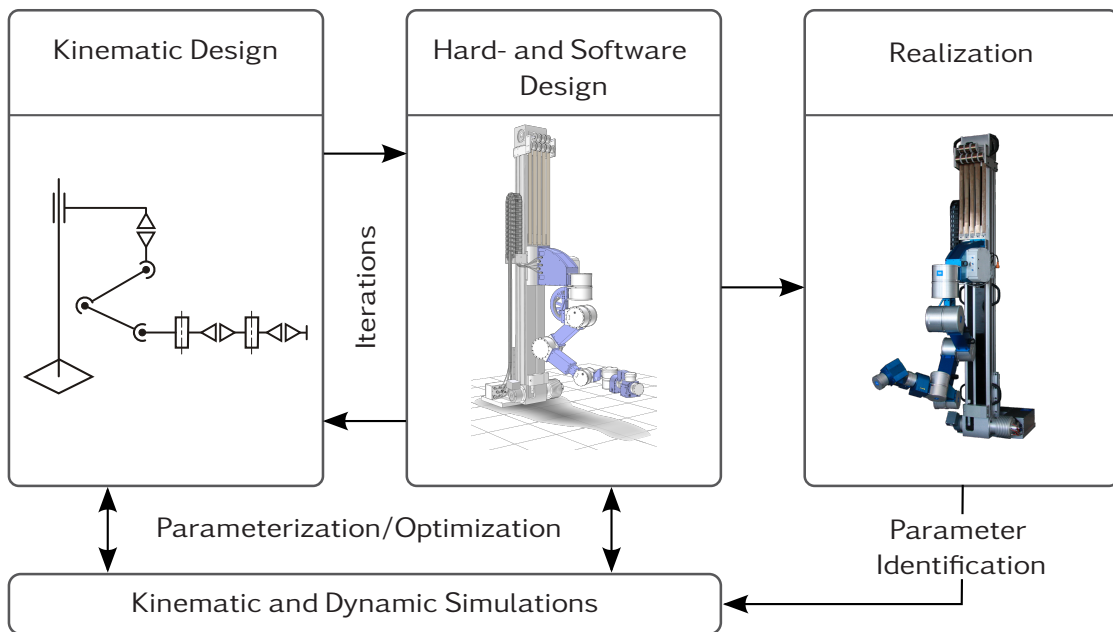 Kinematic Design
Hard- and Software
Design
Realization
Iterations
Parameterization/Optimization
Parameter
Identification
Kinematic and Dynamic Simulations